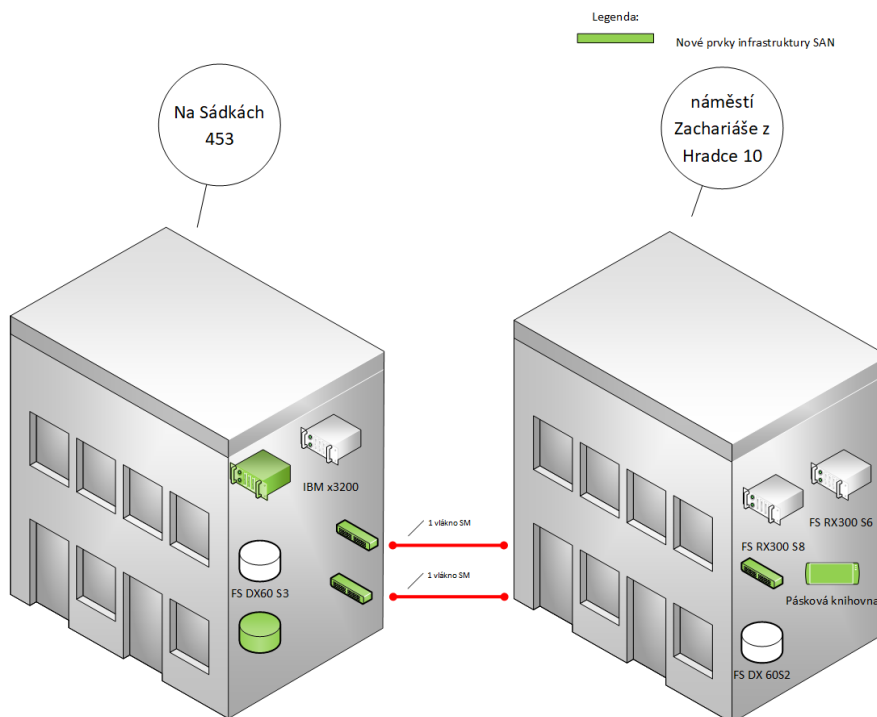 Legenda:
Nové prvky infrastruktury SAN
Na Sádkách
453
náměstí
Zachariáše z
Hradce 10
IBM x3200
1 vlákno SM
FS DX60 S3
1 vlákno SM
FS RX300 S6
FS RX300 S8
Pásková knihovna
FS DX 60S2